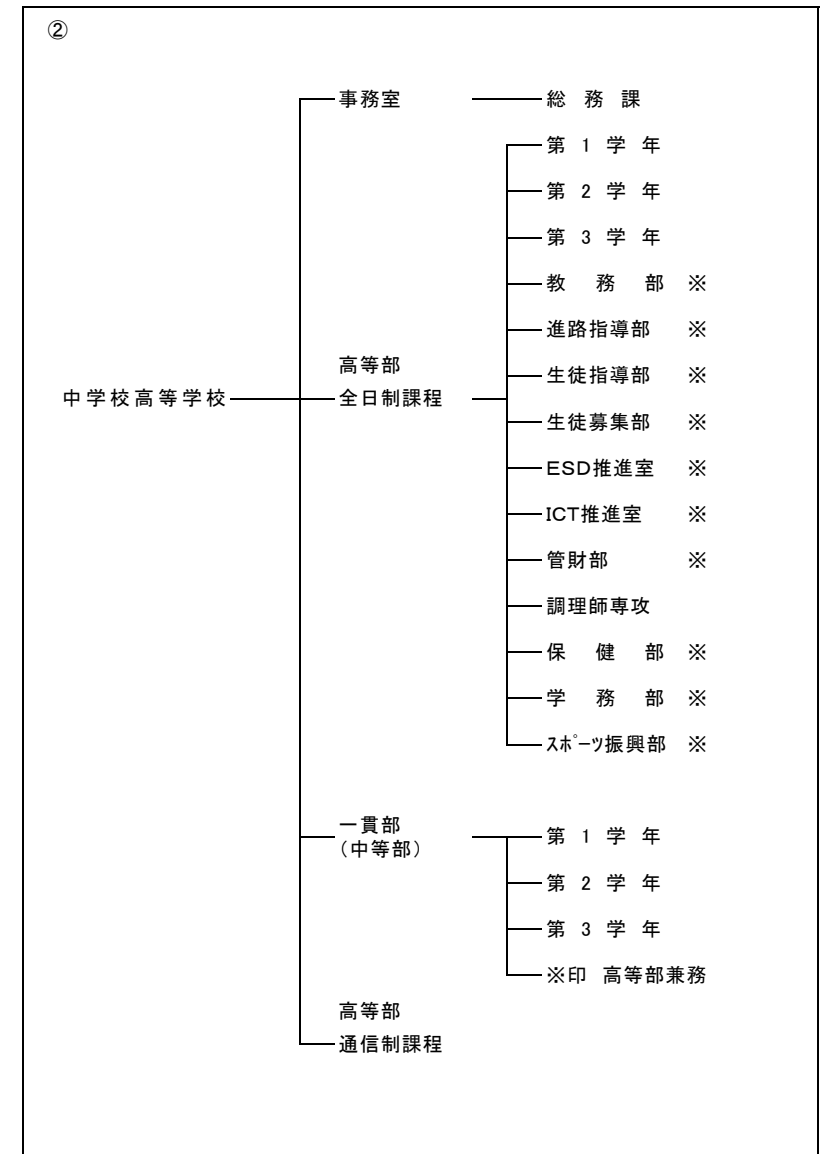 ②
事務室 総務課
第1学年
第2学年
第3学年
教務部 ※
進路指導部 ※
高等部
生徒指導部 ※
中学校高等学校 全日制課程
生徒募集部 ※
ESD推進室 ※
ICT推進室 ※
管財部 ※
調理師専攻
保健部 ※
学務部 ※
ｽﾎﾟｰﾂ振興部 ※
一貫部
(中等部) 第1学年
第2学年
第3学年
※印 高等部兼務
高等部
通信制課程